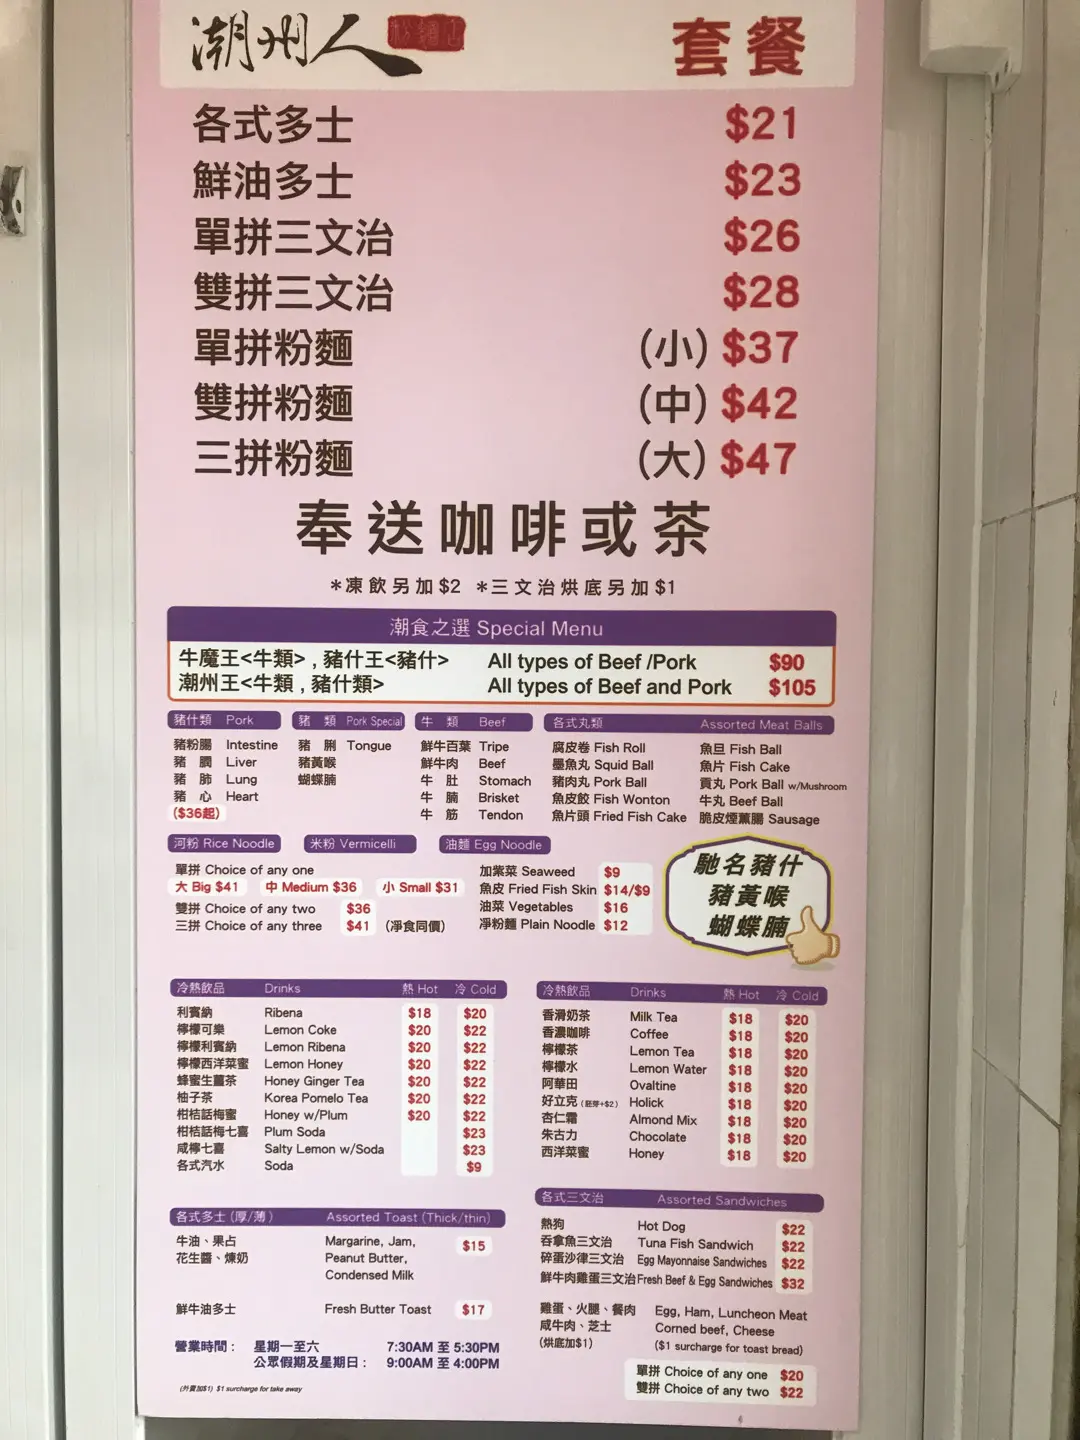 潮州人 粉麵店
套餐
各式多士 $21
鮮油多士 $23
單拼三文治 $26
雙拼三文治 $28
單拼粉麵 (小) $37
雙拼粉麵 (中) $42
三拼粉麵 (大) $47
奉送咖啡或茶
*凍飲另加$2 *三文治烘底另加$1
潮食之選 Special Menu
牛魔王<牛類>, 豬什王<豬什> All types of Beef /Pork $90
潮州王<牛類, 豬什類> All types of Beef and Pork $105
豬什類 Pork
豬粉腸 Intestine
豬膶 Liver
豬肺 Lung
豬心 Heart
($36起)
豬類 Pork Special
豬脷 Tongue
豬黃喉
蝴蝶腩
牛類 Beef
鮮牛百葉 Tripe
鮮牛肉 Beef
牛肚 Stomach
牛腩 Brisket
牛筋 Tendon
各式丸類 Assorted Meat Balls
腐皮卷 Fish Roll
墨魚丸 Squid Ball
豬肉丸 Pork Ball
魚皮餃 Fish Wonton
魚片頭 Fried Fish Cake
魚旦 Fish Ball
魚片 Fish Cake
貢丸 Pork Ball w/Mushroom
牛丸 Beef Ball
脆皮煙薰腸 Sausage
河粉 Rice Noodle
米粉 Vermicelli
油麵 Egg Noodle
單拼 Choice of any one
大 Big $41 中 Medium $36 小 Small $31
雙拼 Choice of any two $36
三拼 Choice of any three $41 (凈食同價)
加紫菜 Seaweed $9
魚皮 Fried Fish Skin $14/$9
油菜 Vegetables $16
凈粉麵 Plain Noodle $12
馳名豬什
豬黃喉
蝴蝶腩
冷熱飲品 Drinks 熱 Hot 冷 Cold
利賓納 Ribena $18 $20
檸檬可樂 Lemon Coke $20 $22
檸檬利賓納 Lemon Ribena $20 $22
檸檬西洋菜蜜 Lemon Honey $20 $22
蜂蜜生薑茶 Honey Ginger Tea $20 $22
柚子茶 Korea Pomelo Tea $20 $22
柑桔話梅蜜 Honey w/Plum $20 $22
柑桔話梅七喜 Plum Soda $23
咸檸七喜 Salty Lemon w/Soda $23
各式汽水 Soda $9
冷熱飲品 Drinks 熱 Hot 冷 Cold
香滑奶茶 Milk Tea $18 $20
香濃咖啡 Coffee $18 $20
檸檬茶 Lemon Tea $18 $20
檸檬水 Lemon Water $18 $20
阿華田 Ovaltine $18 $20
好立克 (胚芽+$2) Holick $18 $20
杏仁霜 Almond Mix $18 $20
朱古力 Chocolate $18 $20
西洋菜蜜 Honey $18 $20
各式多士 (厚/薄) Assorted Toast (Thick/thin)
牛油、果占 Margarine, Jam, $15
花生醬、煉奶 Peanut Butter,
Condensed Milk
鮮牛油多士 Fresh Butter Toast $17
營業時間: 星期一至六 7:30AM 至 5:30PM
公眾假期及星期日: 9:00AM 至 4:00PM
(外賣加$1) $1 surcharge for take away
各式三文治 Assorted Sandwiches
熱狗 Hot Dog $22
吞拿魚三文治 Tuna Fish Sandwich $22
碎蛋沙律三文治 Egg Mayonnaise Sandwiches $22
鮮牛肉雞蛋三文治 Fresh Beef & Egg Sandwiches $32
雞蛋、火腿、餐肉 Egg, Ham, Luncheon Meat
咸牛肉、芝士 Corned beef, Cheese
(烘底加$1) ($1 surcharge for toast bread)
單拼 Choice of any one $20
雙拼 Choice of any two $22